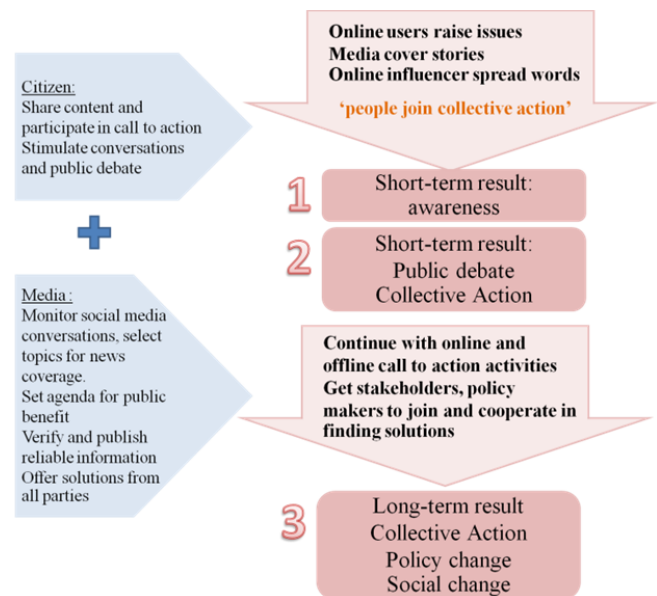 Citizen:
Share content and
participate in call to action
Stimulate conversations
and public debate
Media :
Monitor social media
conversations, select
topics for news
coverage.
Set agenda for public
benefit
Verify and publish
reliable information
Offer solutions from
all parties
Online users raise issues
Media cover stories
Online influencer spread words
‘people join collective action’
1
Short-term result:
awareness
2
Short-term result:
Public debate
Collective Action
Continue with online and
offline call to action activities
Get stakeholders, policy
makers to join and cooperate in
finding solutions
3
Long-term result
Collective Action
Policy change
Social change